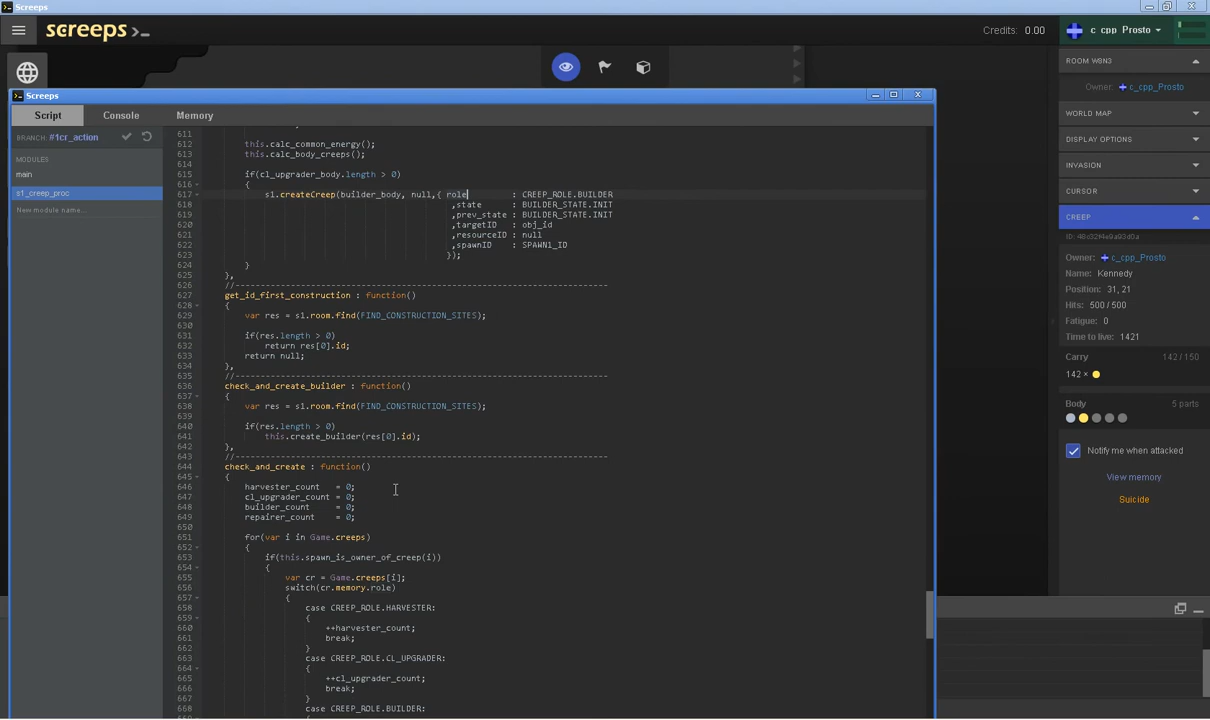 Screeps
screeps
Credits: 0.00
c_cpp_Prosto
Screeps
Script Console Memory
BRANCH: #1cr_action
MODULES
main
s1_creep_proc
New module name...
611
612 this.calc_common_energy();
613 this.calc_body_creeps();
614
615 if(cl_upgrader_body.length > 0)
616 {
617 s1.createCreep(builder_body, null,{ role : CREEP_ROLE.BUILDER
618 ,state : BUILDER_STATE.INIT
619 ,prev_state : BUILDER_STATE.INIT
620 ,targetID : obj_id
621 ,resourceID : null
622 ,spawnID : SPAWN1_ID
623 });
624 }
625 },
626 //--------------------------------------------------------------------------
627 get_id_first_construction : function()
628 {
629 var res = s1.room.find(FIND_CONSTRUCTION_SITES);
630
631 if(res.length > 0)
632 return res[0].id;
633 return null;
634 },
635 //--------------------------------------------------------------------------
636 check_and_create_builder : function()
637 {
638 var res = s1.room.find(FIND_CONSTRUCTION_SITES);
639
640 if(res.length > 0)
641 this.create_builder(res[0].id);
642 },
643 //--------------------------------------------------------------------------
644 check_and_create : function()
645 {
646 harvester_count = 0;
647 cl_upgrader_count = 0;
648 builder_count = 0;
649 repairer_count = 0;
650
651 for(var i in Game.creeps)
652 {
653 if(this.spawn_is_owner_of_creep(i))
654 {
655 var cr = Game.creeps[i];
656 switch(cr.memory.role)
657 {
658 case CREEP_ROLE.HARVESTER:
659 {
660 ++harvester_count;
661 break;
662 }
663 case CREEP_ROLE.CL_UPGRADER:
664 {
665 ++cl_upgrader_count;
666 break;
667 }
668 case CREEP_ROLE.BUILDER:
ROOM W8N3
Owner: c_cpp_Prosto
WORLD MAP
DISPLAY OPTIONS
INVASION
CURSOR
CREEP
Owner: c_cpp_Prosto
Name: Kennedy
Position: 31, 21
Hits: 500 / 500
Fatigue: 0
Time to live: 1421
Carry 142 / 150
142 ×
Body 5 parts
Notify me when attacked
View memory
Suicide